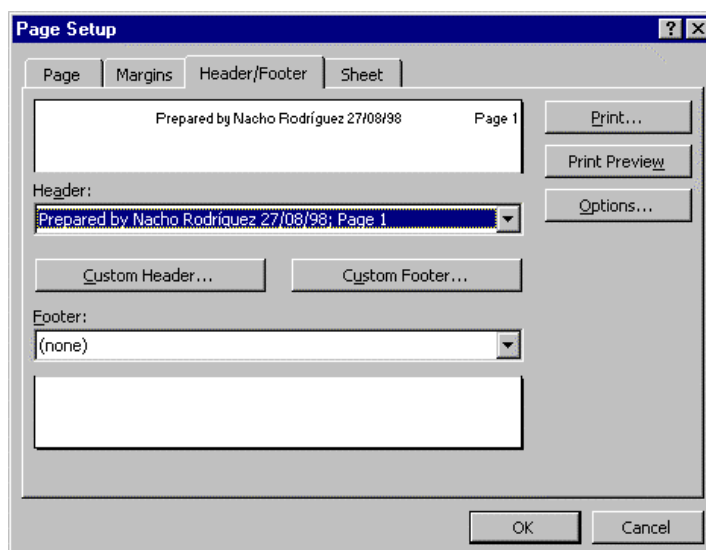 Page Setup
Page Margins Header/Footer Sheet
Prepared by Nacho Rodríguez 27/08/98 Page 1
Print...
Print Preview
Header:
Options...
Prepared by Nacho Rodríguez 27/08/98; Page 1
Custom Header... Custom Footer...
Footer:
(none)
OK Cancel